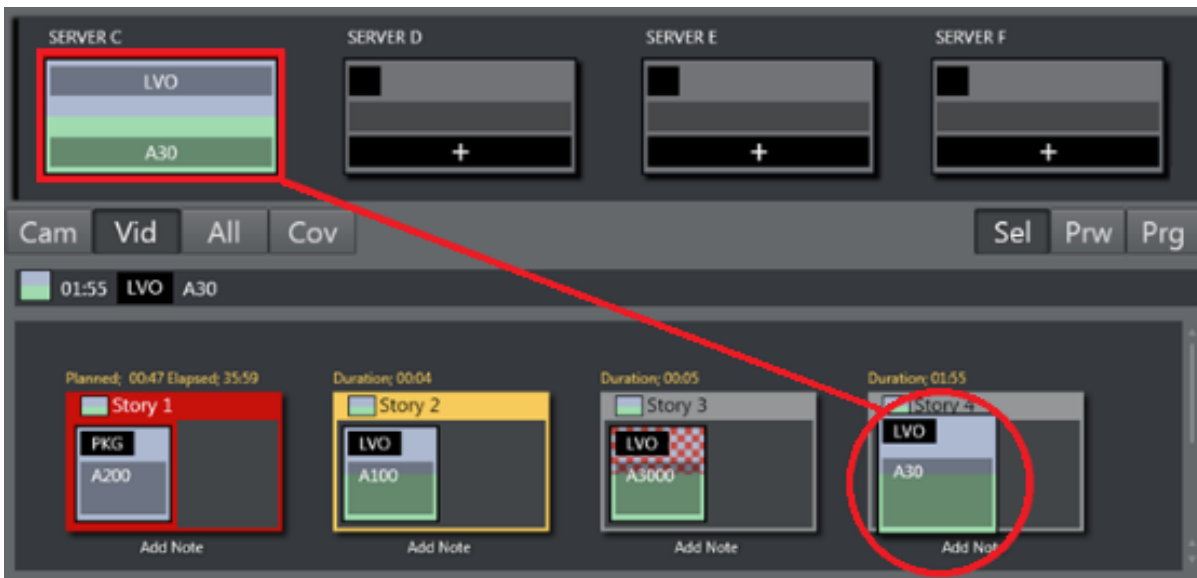 SERVER C SERVER D SERVER E SERVER F
LVO
A30 + + +
Cam Vid All Cov Sel Prw Prg
01:55 LVO A30
Planned; 00:47 Elapsed; 35:59 Duration; 00:04 Duration; 00:05 Duration; 01:55
Story 1 Story 2 Story 3 Story 4
PKG LVO LVO LVO
A200 A100 A3000 A30
Add Note Add Note Add Note Add Not